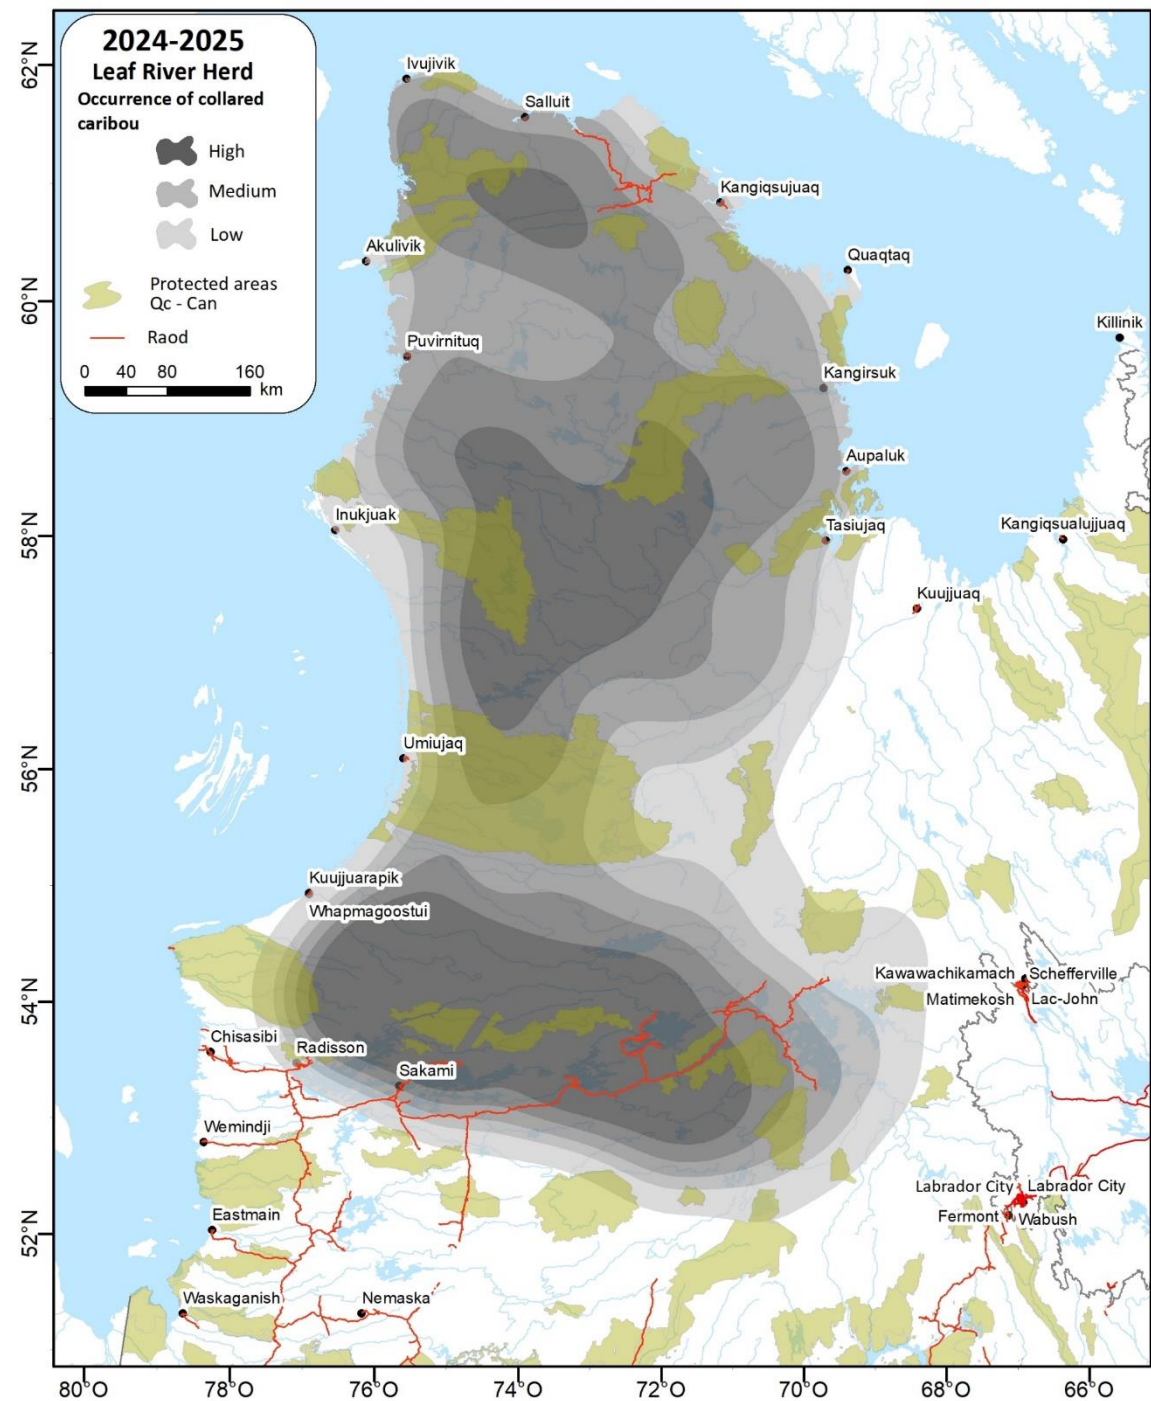 2024-2025
Leaf River Herd
Occurrence of collared
caribou
High
Medium
Low
Protected areas
Qc - Can
Raod
0 40 80 160
km
62°N
60°N
58°N
56°N
54°N
52°N
Ivujivik
Salluit
Kangiqsujuaq
Akulivik
Quaqtaq
Killinik
Puvirnituq
Kangirsuk
Aupaluk
Inukjuak
Tasiujaq
Kangiqsualujjuaq
Kuujjuaq
Umiujaq
Kuujjuarapik
Whapmagoostui
Kawawachikamach
Schefferville
Matimekosh
Lac-John
Chisasibi
Radisson
Sakami
Wemindji
Labrador City
Labrador City
Eastmain
Fermont
Wabush
Waskaganish
Nemaska
80°O 78°O 76°O 74°O 72°O 70°O 68°O 66°O